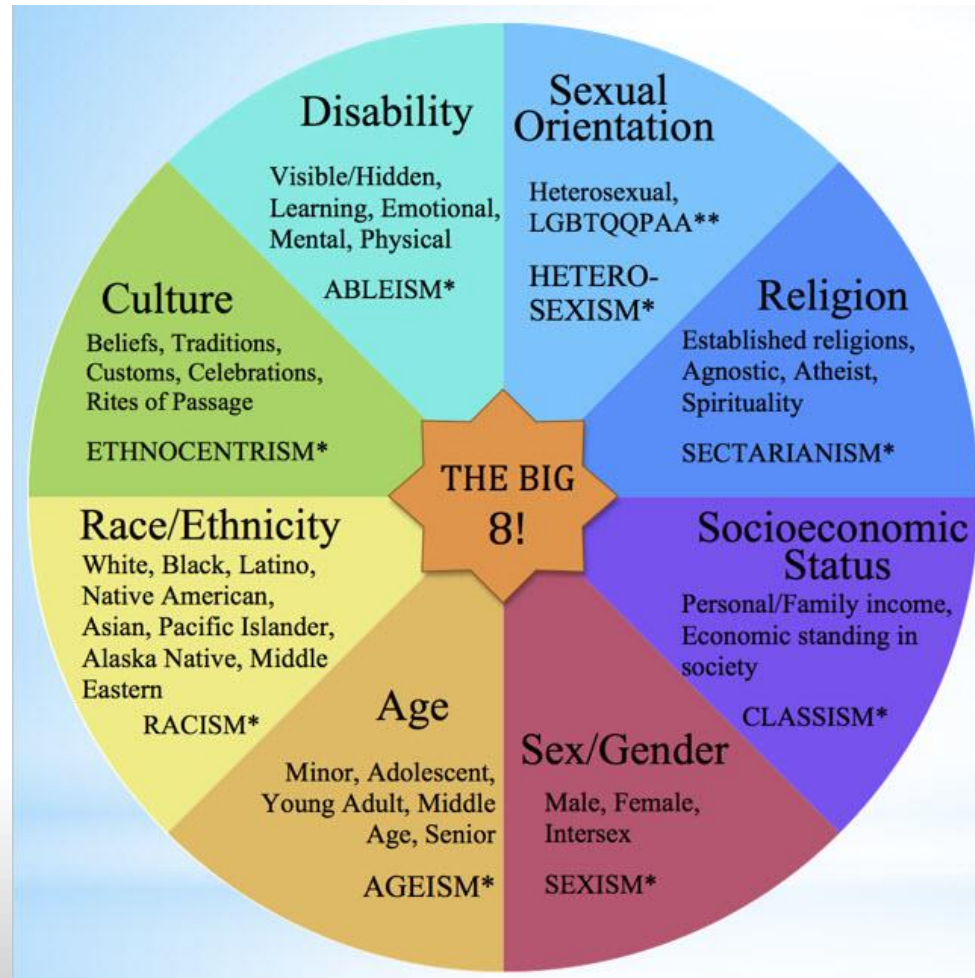 Disability
Visible/Hidden,
Learning, Emotional,
Mental, Physical
ABLEISM*
Sexual
Orientation
Heterosexual,
LGBTQQPAA**
HETERO-
SEXISM*
Religion
Established religions,
Agnostic, Atheist,
Spirituality
SECTARIANISM*
Socioeconomic
Status
Personal/Family income,
Economic standing in
society
CLASSISM*
Sex/Gender
Male, Female,
Intersex
SEXISM*
Age
Minor, Adolescent,
Young Adult, Middle
Age, Senior
AGEISM*
Race/Ethnicity
White, Black, Latino,
Native American,
Asian, Pacific Islander,
Alaska Native, Middle
Eastern
RACISM*
Culture
Beliefs, Traditions,
Customs, Celebrations,
Rites of Passage
ETHNOCENTRISM*
THE BIG
8!